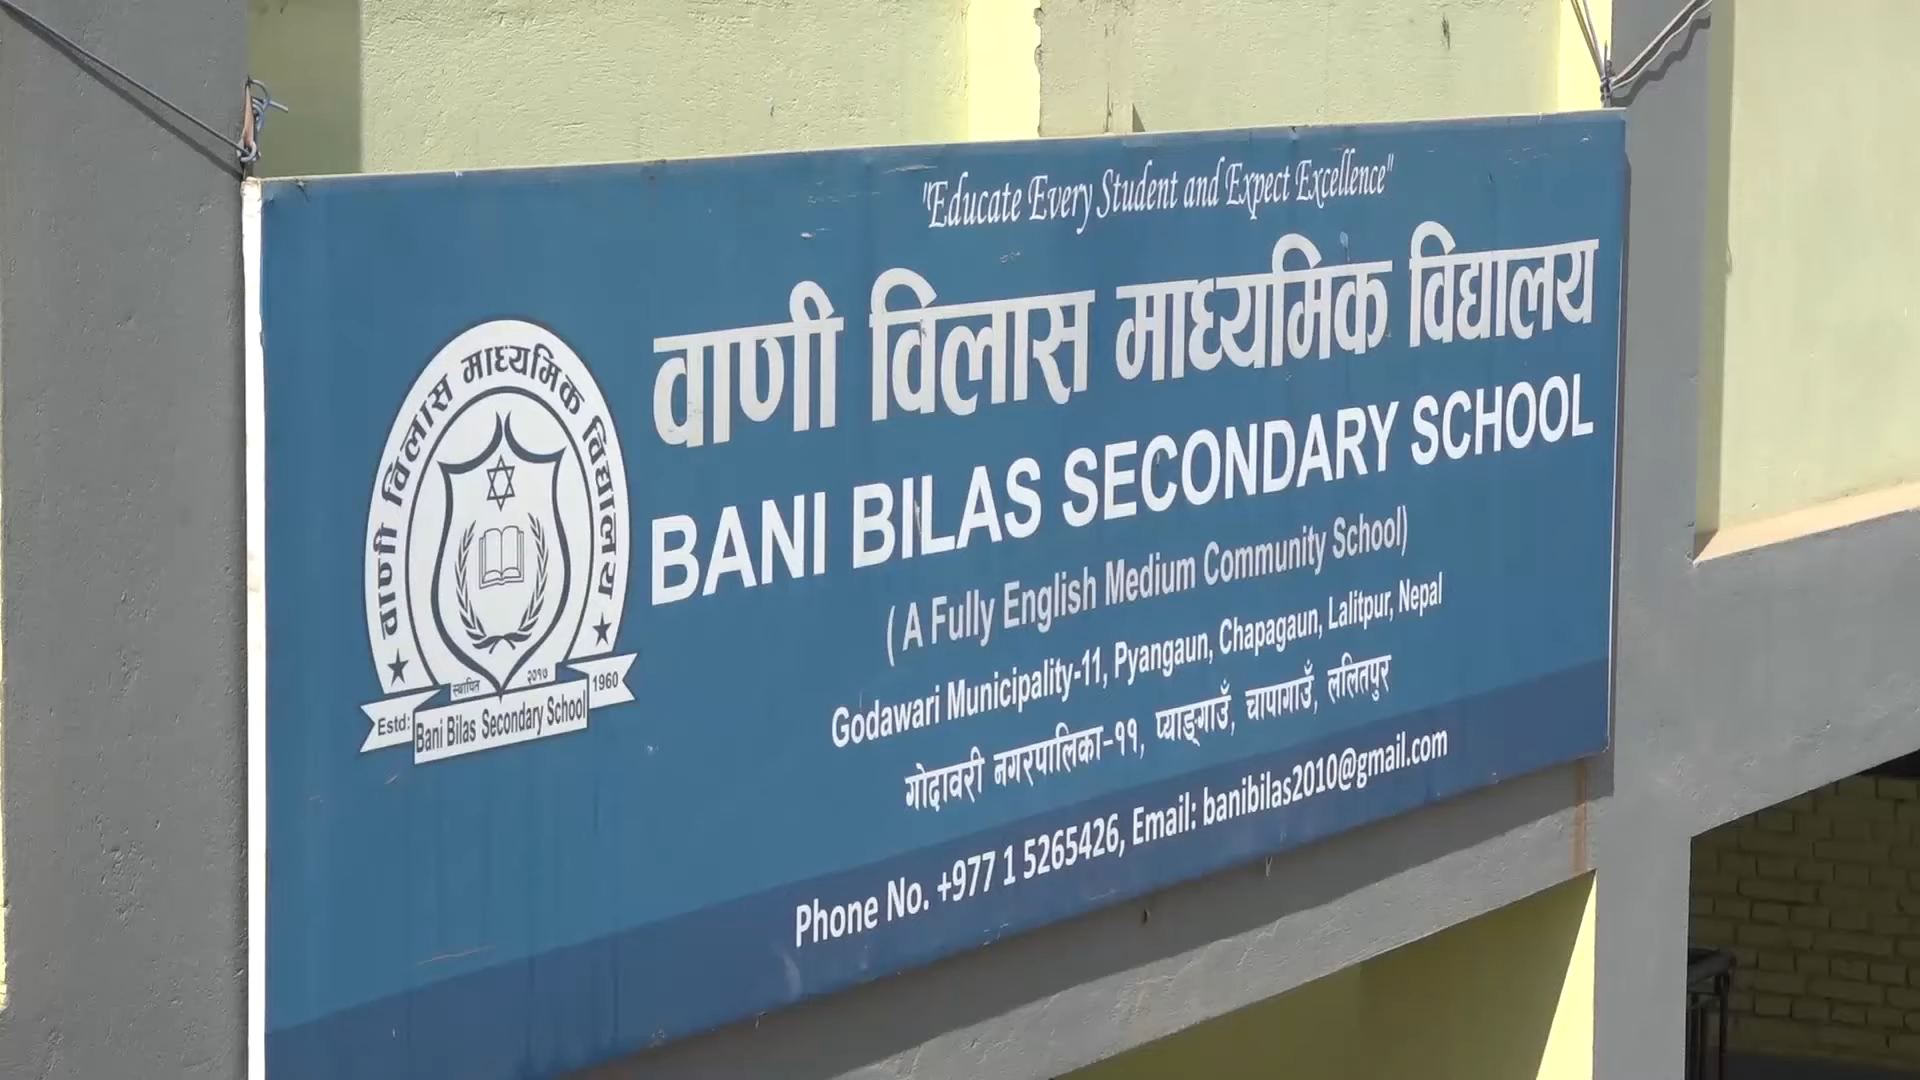 "Educate Every Student and Expect Excellence"
वाणी विलास माध्यमिक विद्यालय
BANI BILAS SECONDARY SCHOOL
( A Fully English Medium Community School)
Godawari Municipality-11, Pyangaun, Chapagaun, Lalitpur, Nepal
गोदावरी नगरपालिका-११, प्याङ्गाउँ, चापागाउँ, ललितपुर
Phone No. +977 1 5265426, Email: banibilas2010@gmail.com
वाणी विलास माध्यमिक विद्यालय
स्थापित २०१७
Estd: Bani Bilas Secondary School 1960